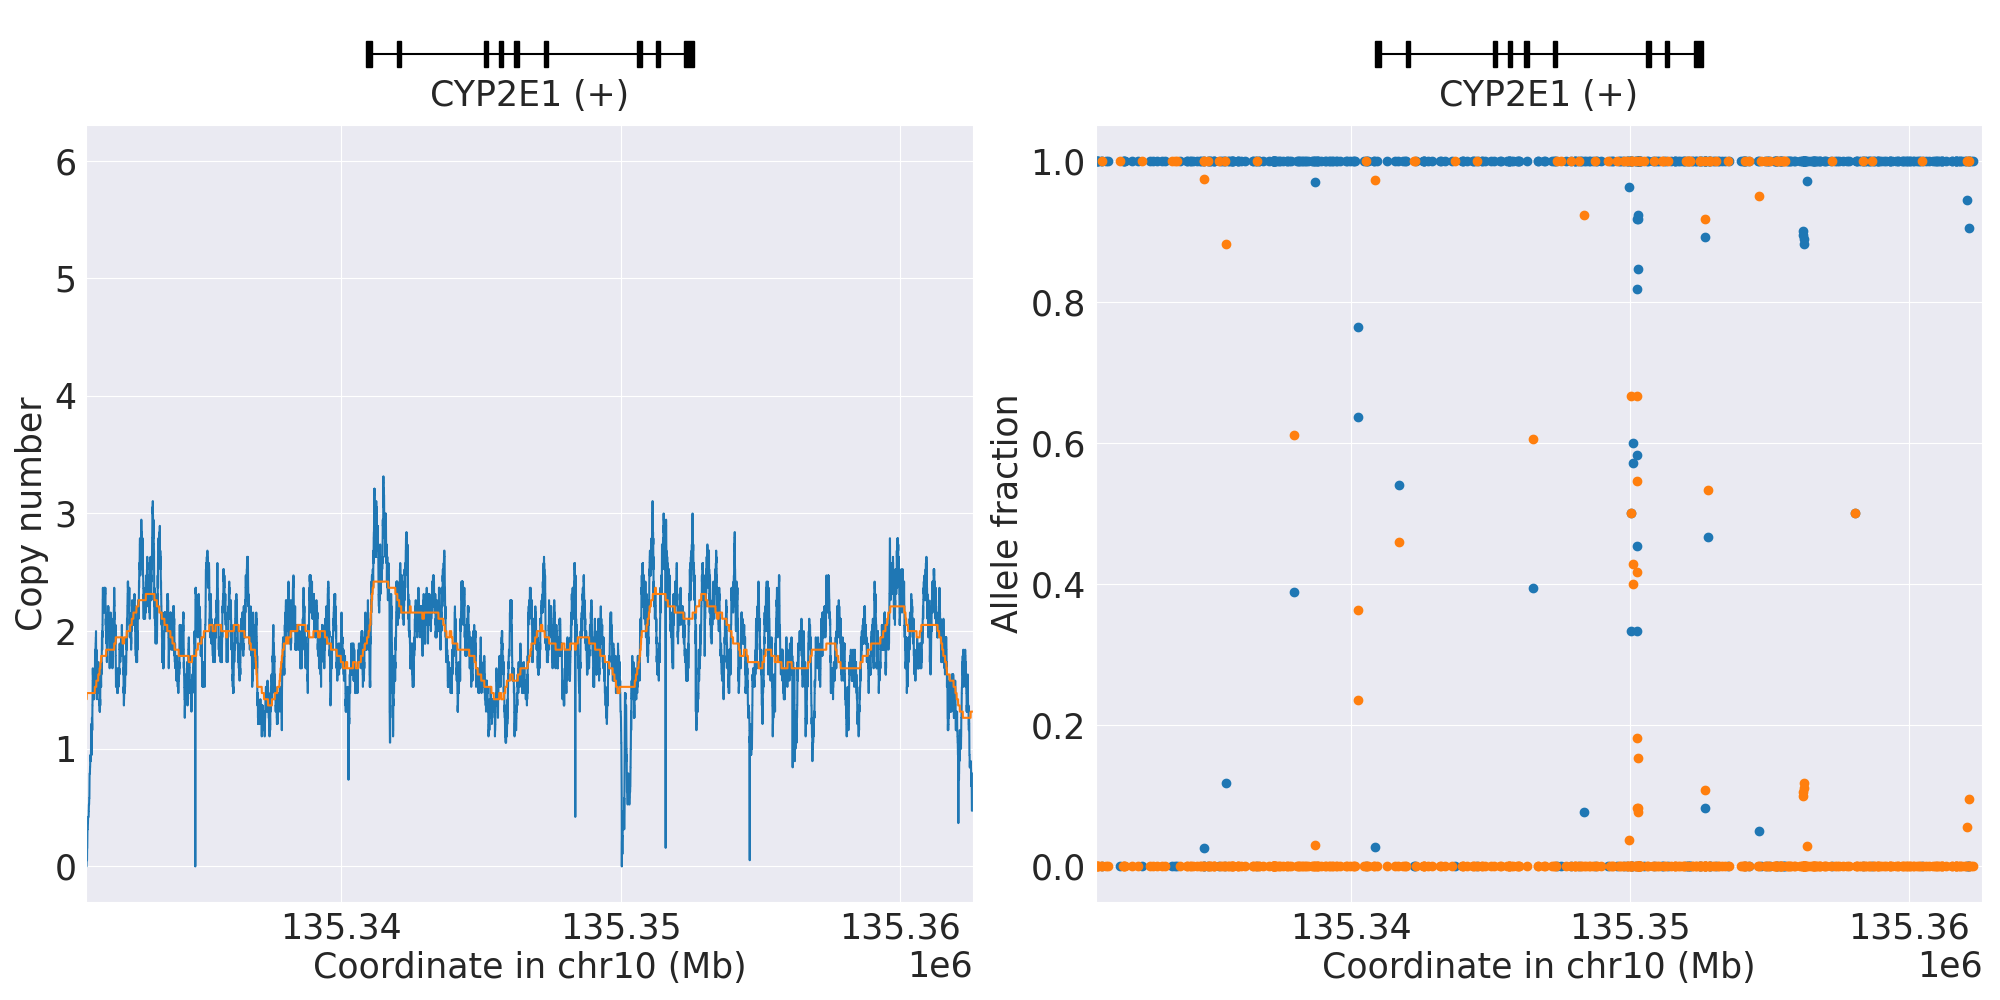 CYP2E1 (+)
6
5
4
3
2
1
0
Copy number
135.34 135.35 135.36
Coordinate in chr10 (Mb)
1e6
CYP2E1 (+)
1.0
0.8
0.6
0.4
0.2
0.0
Allele fraction
135.34 135.35 135.36
Coordinate in chr10 (Mb)
1e6